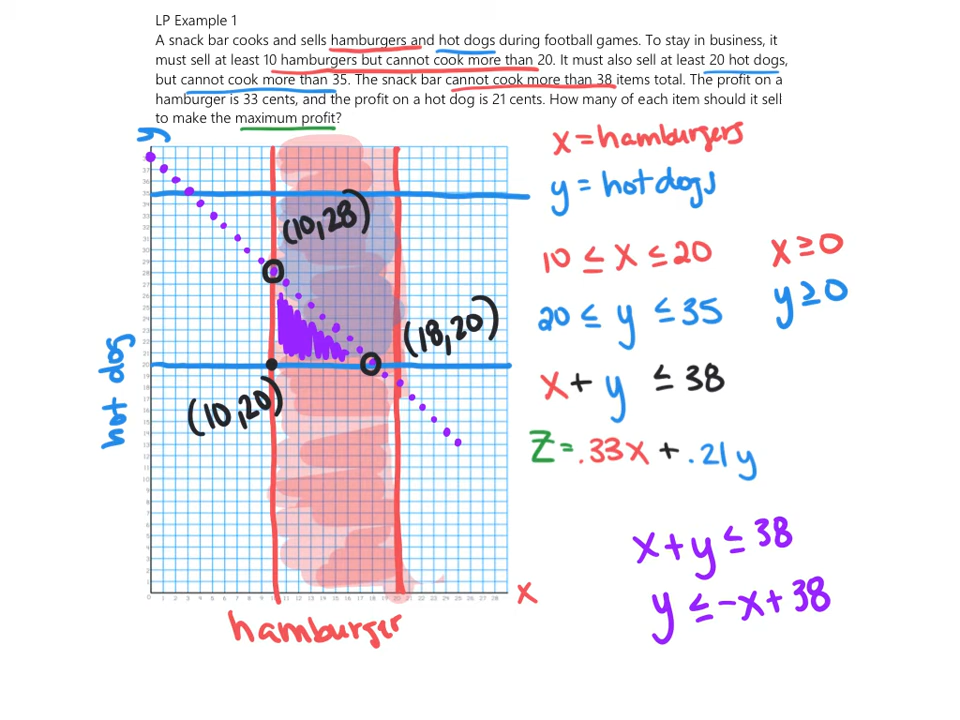 LP Example 1
A snack bar cooks and sells hamburgers and hot dogs during football games. To stay in business, it
must sell at least 10 hamburgers but cannot cook more than 20. It must also sell at least 20 hot dogs,
but cannot cook more than 35. The snack bar cannot cook more than 38 items total. The profit on a
hamburger is 33 cents, and the profit on a hot dog is 21 cents. How many of each item should it sell
to make the maximum profit?
y
x = hamburgers
y = hot dogs
(10,28)
10 ≤ x ≤ 20
x ≥ 0
20 ≤ y ≤ 35
y ≥ 0
(18,20)
hot dog
x + y ≤ 38
(10,20)
Z = .33x + .21y
x + y ≤ 38
y ≤ -x + 38
x
hamburger